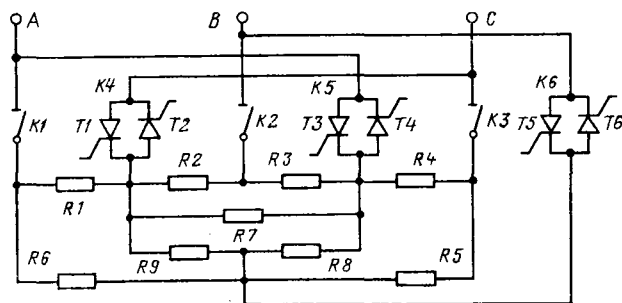 A B C
K4 K5 K6
K1 T1 T2 K2 T3 T4 K3 T5 T6
R1 R2 R3 R4
R7
R6 R9 R8 R5